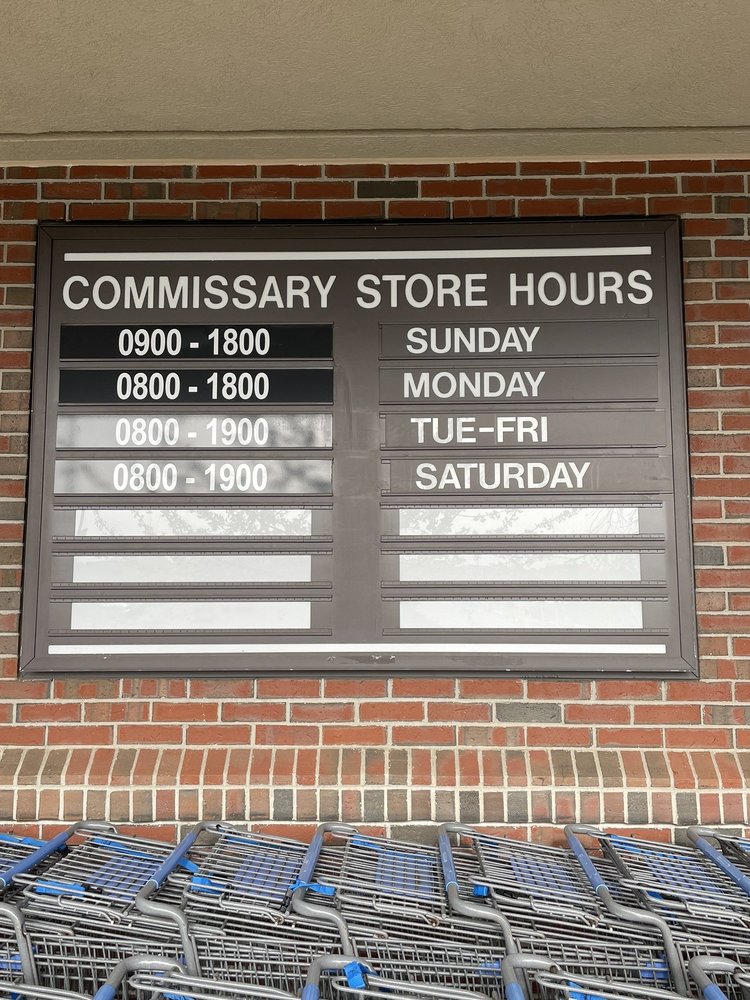 COMMISSARY STORE HOURS
0900 - 1800 SUNDAY
0800 - 1800 MONDAY
0800 - 1900 TUE-FRI
0800 - 1900 SATURDAY